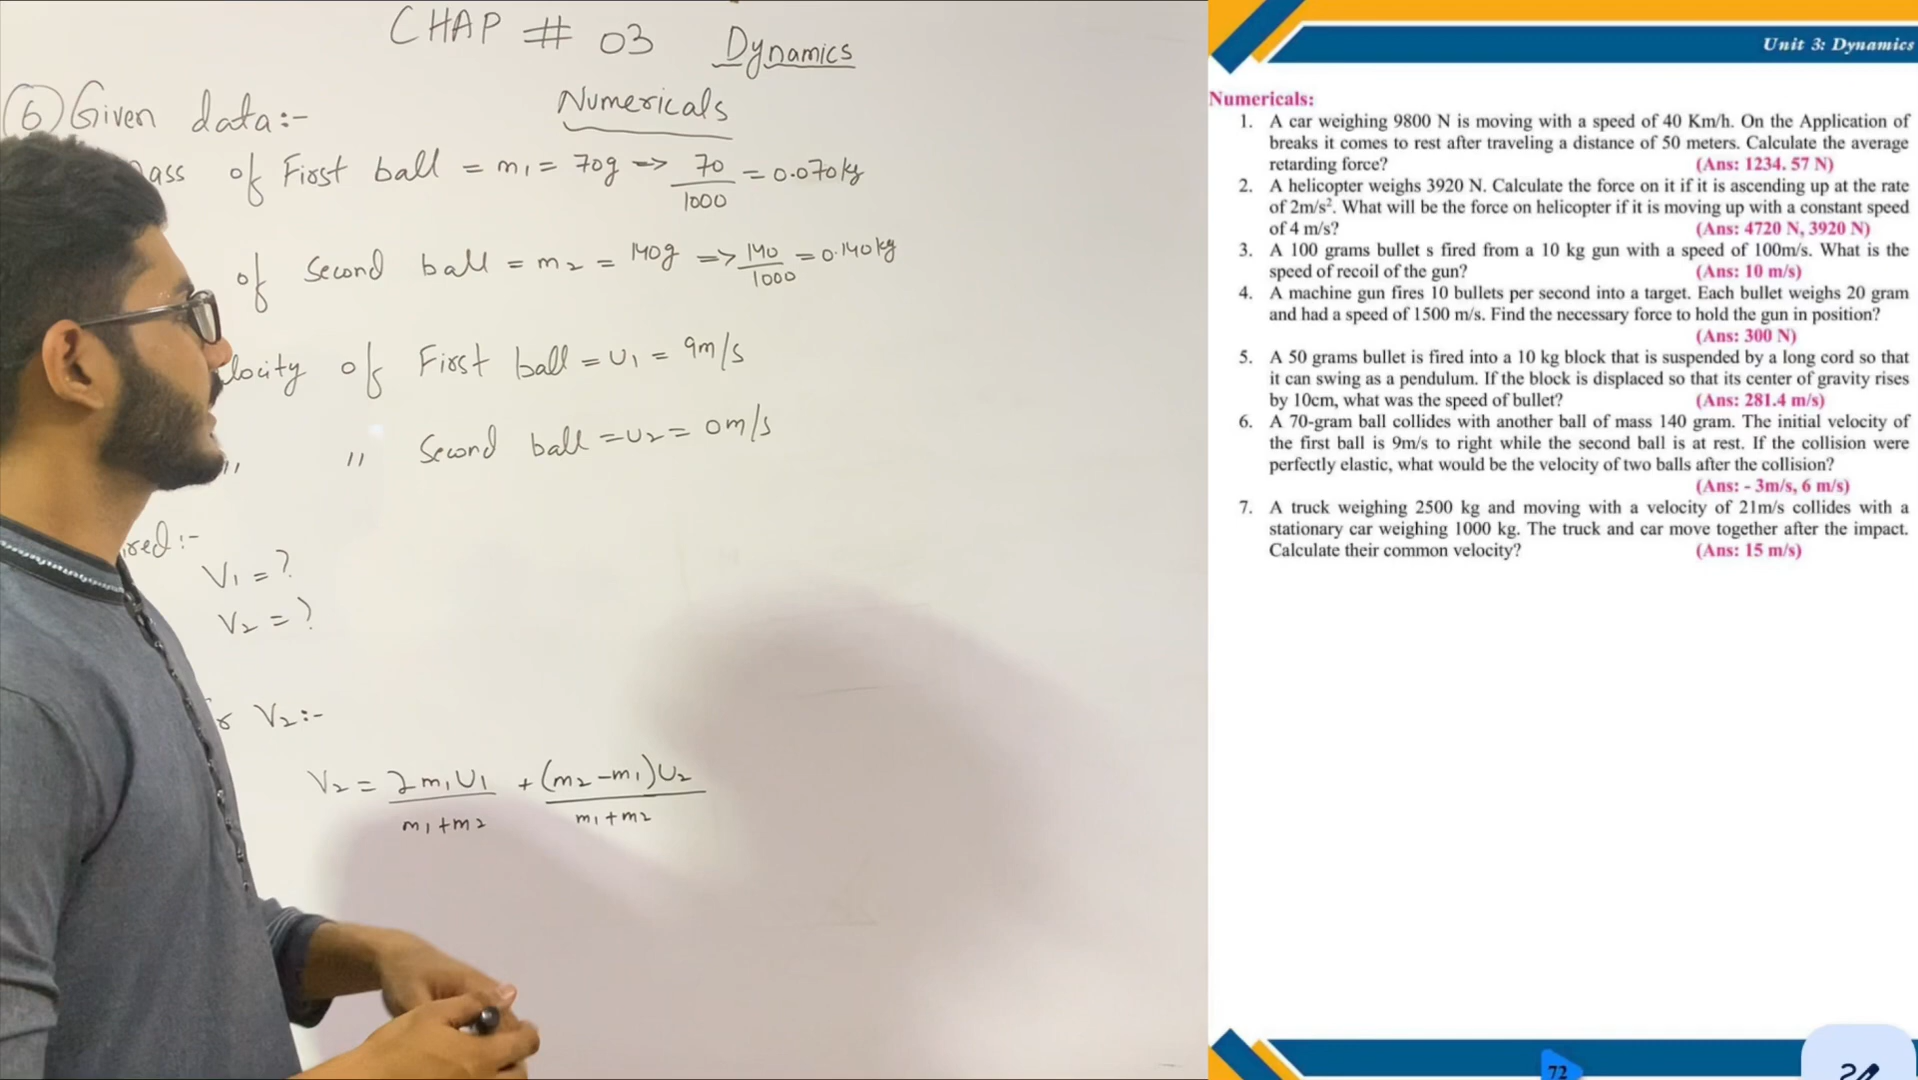 CHAP # 03 Dynamics
Numericals
6 Given data:-
ass of First ball = m1 = 70g => 70/1000 = 0.070kg
of Second ball = m2 = 140g => 140/1000 = 0.140kg
locity of First ball = U1 = 9m/s
" " Second ball = U2 = 0m/s
red:-
V1 = ?
V2 = ?
r V2:-
V2 = 2m1U1/m1+m2 + (m2-m1)U2/m1+m2
Unit 3: Dynamics
Numericals:
1. A car weighing 9800 N is moving with a speed of 40 Km/h. On the Application of
breaks it comes to rest after traveling a distance of 50 meters. Calculate the average
retarding force? (Ans: 1234. 57 N)
2. A helicopter weighs 3920 N. Calculate the force on it if it is ascending up at the rate
of 2m/s². What will be the force on helicopter if it is moving up with a constant speed
of 4 m/s? (Ans: 4720 N, 3920 N)
3. A 100 grams bullet s fired from a 10 kg gun with a speed of 100m/s. What is the
speed of recoil of the gun? (Ans: 10 m/s)
4. A machine gun fires 10 bullets per second into a target. Each bullet weighs 20 gram
and had a speed of 1500 m/s. Find the necessary force to hold the gun in position?
(Ans: 300 N)
5. A 50 grams bullet is fired into a 10 kg block that is suspended by a long cord so that
it can swing as a pendulum. If the block is displaced so that its center of gravity rises
by 10cm, what was the speed of bullet? (Ans: 281.4 m/s)
6. A 70-gram ball collides with another ball of mass 140 gram. The initial velocity of
the first ball is 9m/s to right while the second ball is at rest. If the collision were
perfectly elastic, what would be the velocity of two balls after the collision?
(Ans: - 3m/s, 6 m/s)
7. A truck weighing 2500 kg and moving with a velocity of 21m/s collides with a
stationary car weighing 1000 kg. The truck and car move together after the impact.
Calculate their common velocity? (Ans: 15 m/s)
72